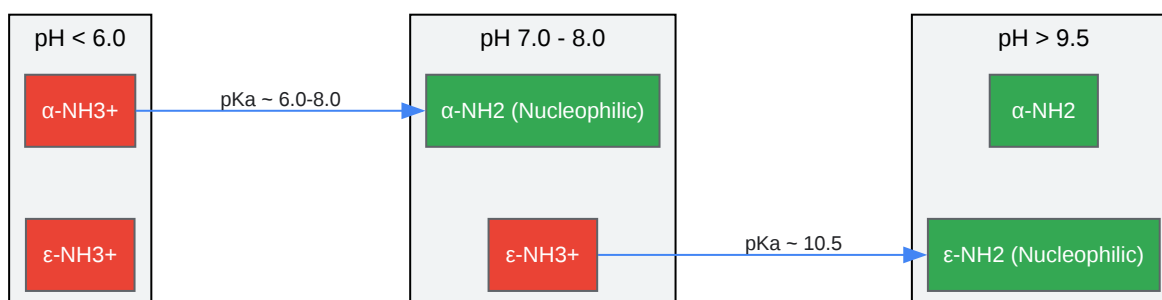 pH < 6.0
α-NH3+
ε-NH3+
pKa ~ 6.0-8.0
pH 7.0 - 8.0
α-NH2 (Nucleophilic)
ε-NH3+
pKa ~ 10.5
pH > 9.5
α-NH2
ε-NH2 (Nucleophilic)